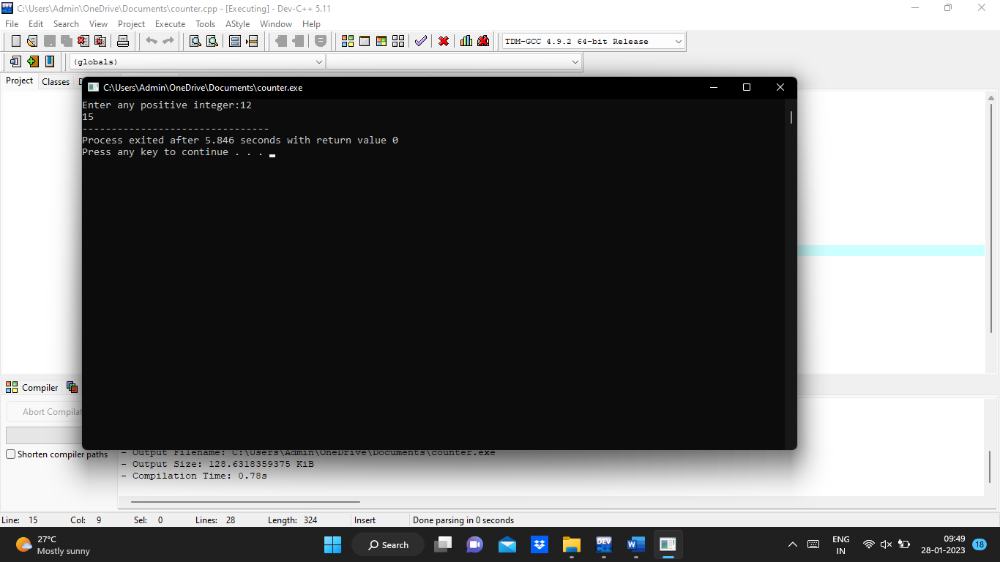 C:\Users\Admin\OneDrive\Documents\counter.cpp - [Executing] - Dev-C++ 5.11
File Edit Search View Project Execute Tools AStyle Window Help
TDM-GCC 4.9.2 64-bit Release
(globals)
Project Classes D
C:\Users\Admin\OneDrive\Documents\counter.exe
Enter any positive integer:12
15
--------------------------------
Process exited after 5.846 seconds with return value 0
Press any key to continue . . .
Compiler
Abort Compilat
Shorten compiler paths
- Output Filename: C:\Users\Admin\OneDrive\Documents\counter.exe
- Output Size: 128.6318359375 KiB
- Compilation Time: 0.78s
Line: 15 Col: 9 Sel: 0 Lines: 28 Length: 324 Insert Done parsing in 0 seconds
27°C
Mostly sunny
Search
DEV
ENG
IN
09:49
28-01-2023
18